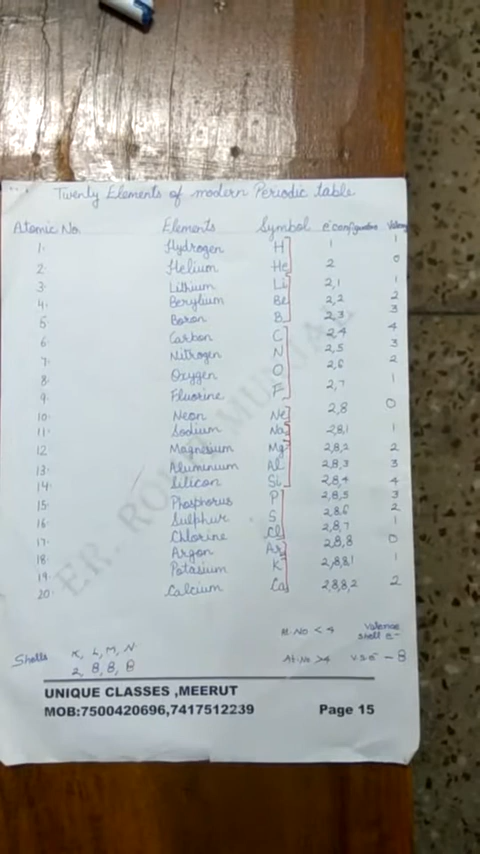 Twenty Elements of modern Periodic table
Atomic No. Elements Symbol e⁻ configuration Valency
1. Hydrogen H 1 1
2. Helium He 2 0
3. Lithium Li 2,1 1
4. Berylium Be 2,2 2
5. Boron B 2,3 3
6. Carbon C 2,4 4
7. Nitrogen N 2,5 3
8. Oxygen O 2,6 2
9. Fluorine F 2,7 1
10. Neon Ne 2,8 0
11. Sodium Na 2,8,1 1
12 Magnesium Mg 2,8,2 2
13. Aluminium Al 2,8,3 3
14. Silicon Si 2,8,4 4
15. Phosphorus P 2,8,5 3
16. Sulphur S 2,8,6 2
17. Chlorine Cl 2,8,7 1
18. Argon Ar 2,8,8 0
19. Potassium K 2,8,8,1 1
20. Calcium Ca 2,8,8,2 2
ER. ROHIT MUNJAL
At.No < 4 Valence shell e⁻
Shells K, L, M, N At.No >4 V.S.e⁻ - 8
2, 8, 8, 8
UNIQUE CLASSES ,MEERUT
MOB:7500420696,7417512239 Page 15